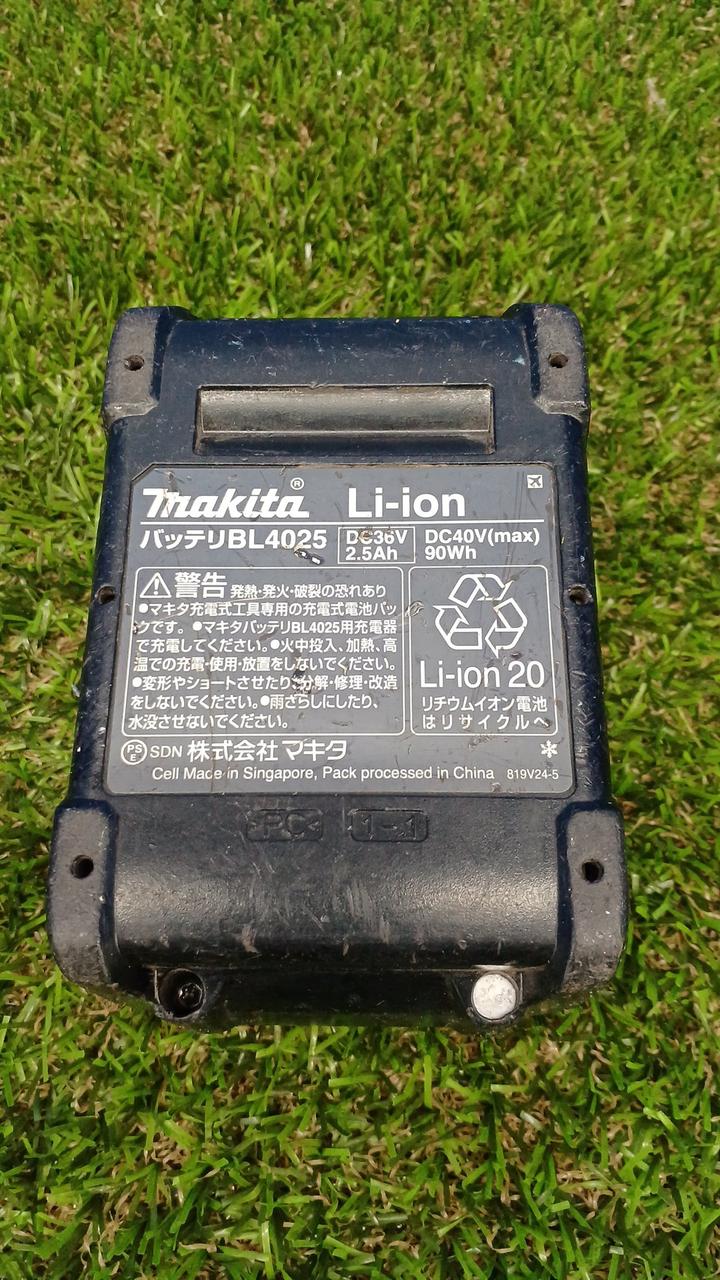 makita® Li-ion
バッテリBL4025 DC36V 2.5Ah DC40V(max) 90Wh
警告 発熱・発火・破裂の恐れあり
●マキタ充電式工具専用の充電式電池パッ
クです。●マキタバッテリBL4025用充電器
で充電してください。●火中投入、加熱、高
温での充電・使用・放置をしないでください。
●変形やショートさせたり、分解・修理・改造
をしないでください。●雨ざらしにしたり、
水没させないでください。
Li-ion 20
リチウムイオン電池
はリサイクルへ
PSE SDN 株式会社 マキタ
Cell Made in Singapore, Pack processed in China 819V24-5
>PC< 1-1